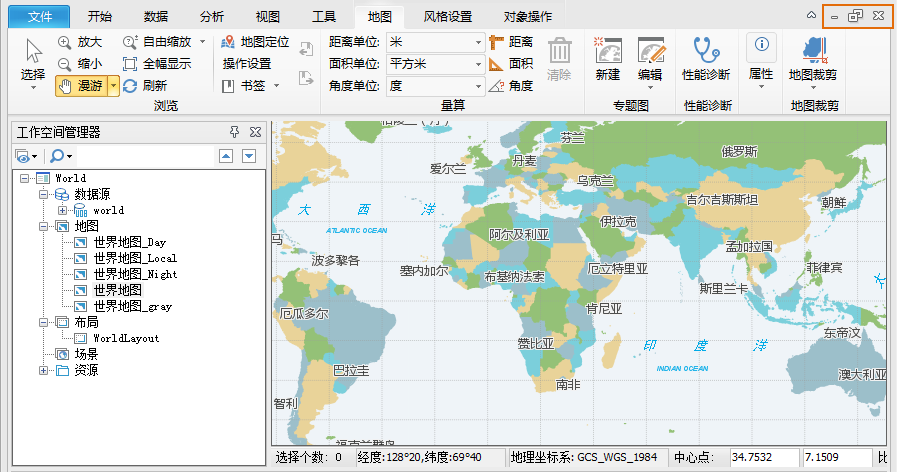 文件 开始 数据 分析 视图 工具 地图 风格设置 对象操作
选择
放大
缩小
漫游
自由缩放
全幅显示
刷新
浏览
地图定位
操作设置
书签
距离单位: 米 距离
面积单位: 平方米 面积
角度单位: 度 角度
清除
量算
新建
编辑
专题图
性能诊断
性能诊断
属性
地图裁剪
地图裁剪
工作空间管理器
World
数据源
world
地图
世界地图_Day
世界地图_Local
世界地图_Night
世界地图
世界地图_gray
布局
WorldLayout
场景
资源
芬兰
俄罗斯
丹麦
爱尔兰
乌克兰
吉尔吉斯斯坦
朝鲜
大 西 洋
伊拉克
ATLANTIC OCEAN
阿尔及利亚
马
孟加拉国
波多黎各
塞内加尔
布基纳法索
厄立特里亚
菲律宾
斯里兰卡
厄瓜多尔
肯尼亚
东帝汶
赞比亚
印 度 洋
巴拉圭
INDIAN OCEAN
澳大利亚
南非
智利
福克兰群岛
选择个数: 0 经度:128°20,纬度:69°40 地理坐标系: GCS_WGS_1984 中心点: 34.7532 7.1509 比